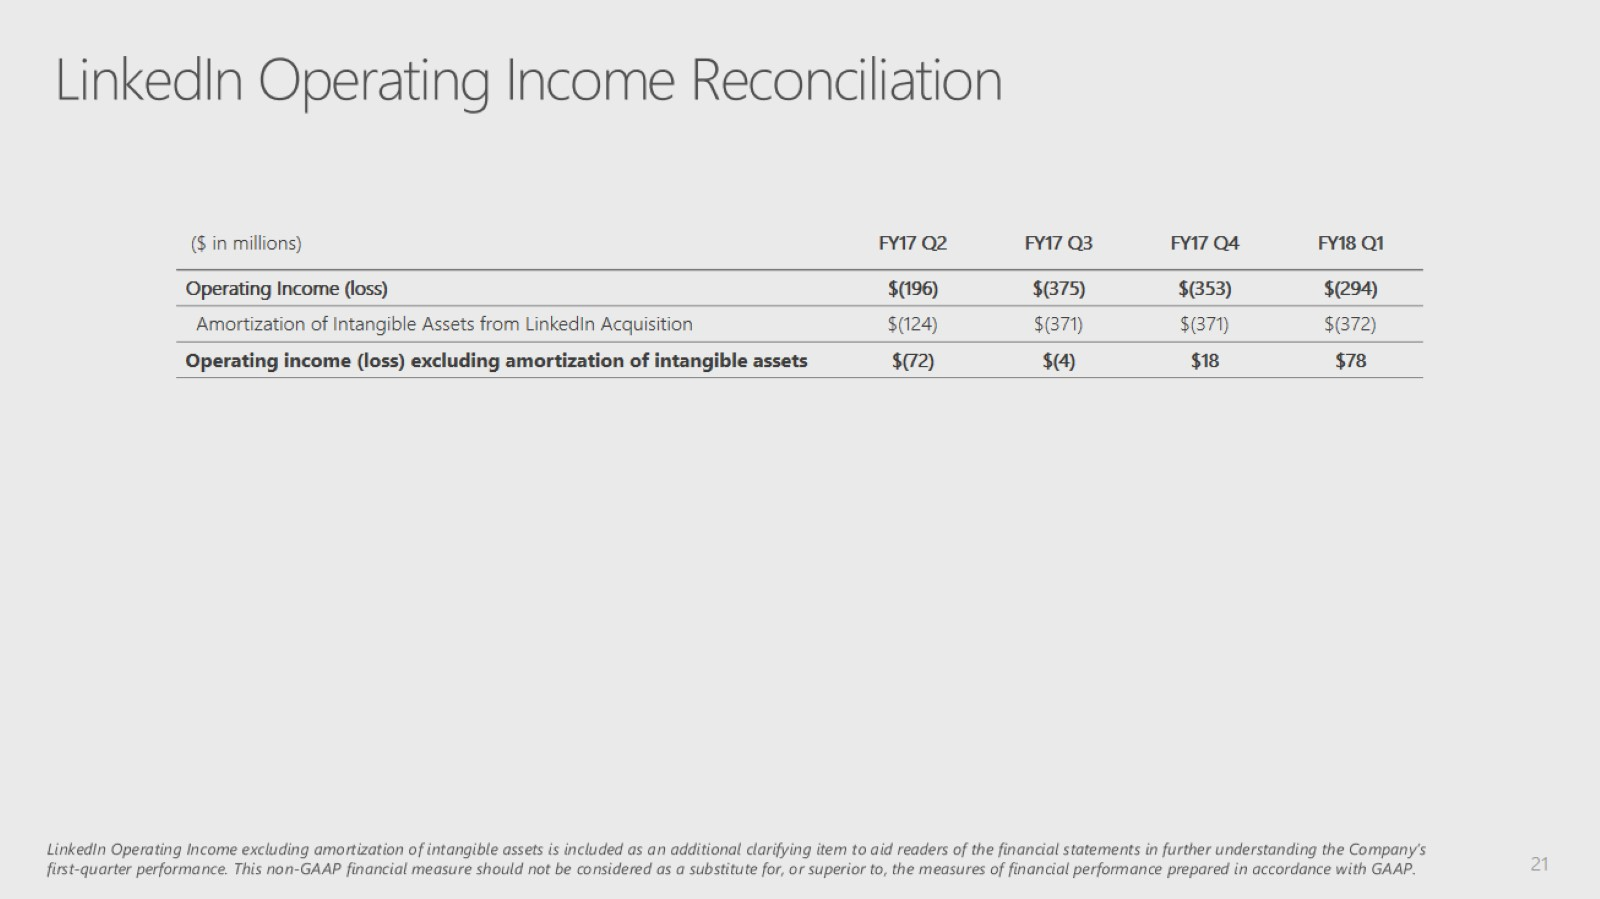 LinkedIn Operating Income Reconciliation
($ in millions) FY17 Q2 FY17 Q3 FY17 Q4 FY18 Q1
Operating Income (loss) $(196) $(375) $(353) $(294)
Amortization of Intangible Assets from LinkedIn Acquisition $(124) $(371) $(371) $(372)
Operating income (loss) excluding amortization of intangible assets $(72) $(4) $18 $78
LinkedIn Operating Income excluding amortization of intangible assets is included as an additional clarifying item to aid readers of the financial statements in further understanding the Company's
first-quarter performance. This non-GAAP financial measure should not be considered as a substitute for, or superior to, the measures of financial performance prepared in accordance with GAAP.
21